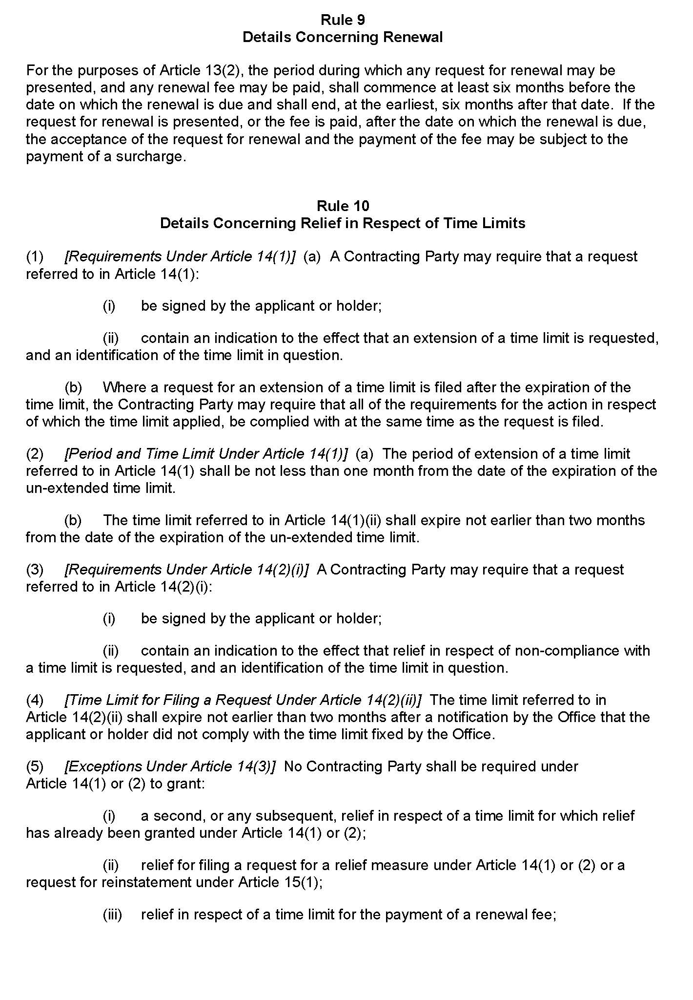 Rule 9
Details Concerning Renewal
For the purposes of Article 13(2), the period during which any request for renewal may be
presented, and any renewal fee may be paid, shall commence at least six months before the
date on which the renewal is due and shall end, at the earliest, six months after that date.  If the
request for renewal is presented, or the fee is paid, after the date on which the renewal is due,
the acceptance of the request for renewal and the payment of the fee may be subject to the
payment of a surcharge.
Rule 10
Details Concerning Relief in Respect of Time Limits
(1) [Requirements Under Article 14(1)]  (a)  A Contracting Party may require that a request
referred to in Article 14(1):
(i) be signed by the applicant or holder;
(ii) contain an indication to the effect that an extension of a time limit is requested,
and an identification of the time limit in question.
(b) Where a request for an extension of a time limit is filed after the expiration of the
time limit, the Contracting Party may require that all of the requirements for the action in respect
of which the time limit applied, be complied with at the same time as the request is filed.
(2) [Period and Time Limit Under Article 14(1)]  (a)  The period of extension of a time limit
referred to in Article 14(1) shall be not less than one month from the date of the expiration of the
un-extended time limit.
(b) The time limit referred to in Article 14(1)(ii) shall expire not earlier than two months
from the date of the expiration of the un-extended time limit.
(3) [Requirements Under Article 14(2)(i)]  A Contracting Party may require that a request
referred to in Article 14(2)(i):
(i) be signed by the applicant or holder;
(ii) contain an indication to the effect that relief in respect of non-compliance with
a time limit is requested, and an identification of the time limit in question.
(4) [Time Limit for Filing a Request Under Article 14(2)(ii)]  The time limit referred to in
Article 14(2)(ii) shall expire not earlier than two months after a notification by the Office that the
applicant or holder did not comply with the time limit fixed by the Office.
(5) [Exceptions Under Article 14(3)]  No Contracting Party shall be required under
Article 14(1) or (2) to grant:
(i) a second, or any subsequent, relief in respect of a time limit for which relief
has already been granted under Article 14(1) or (2);
(ii) relief for filing a request for a relief measure under Article 14(1) or (2) or a
request for reinstatement under Article 15(1);
(iii) relief in respect of a time limit for the payment of a renewal fee;